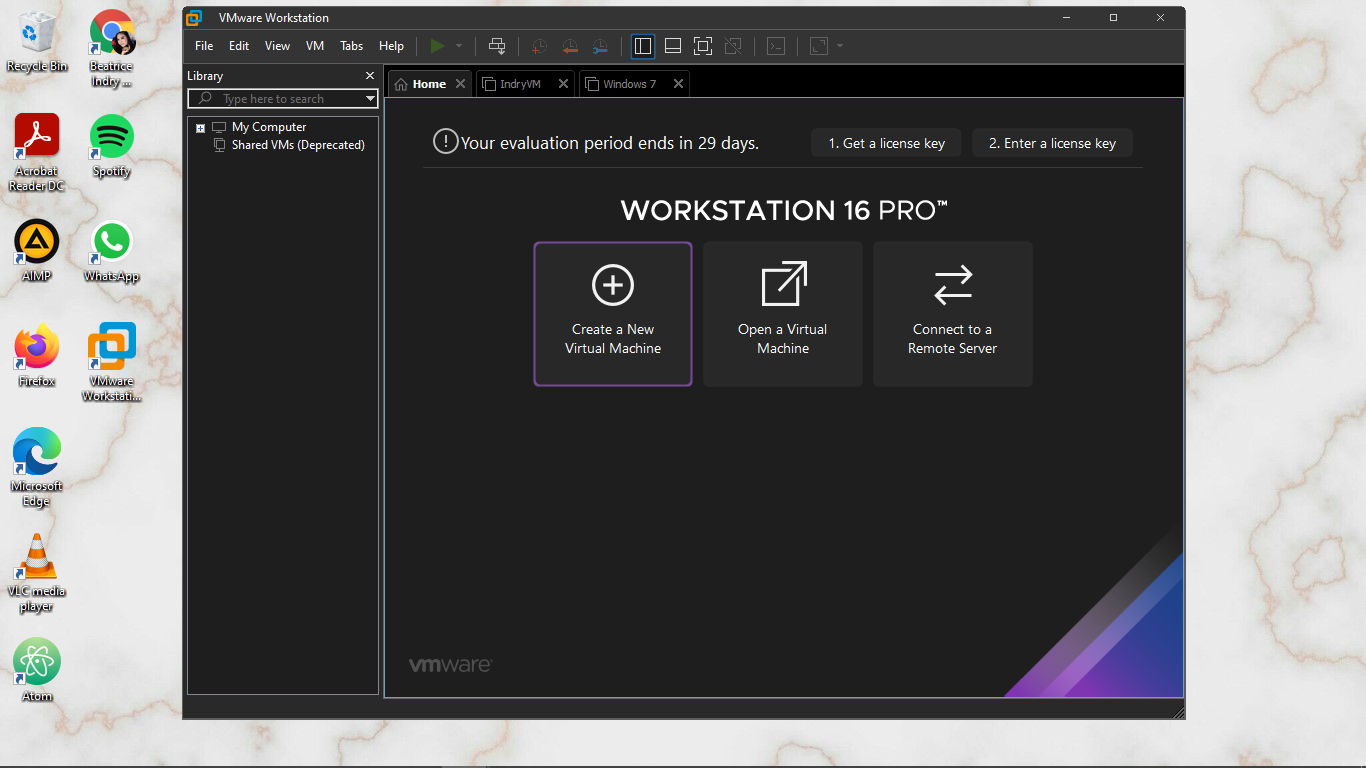 Recycle Bin
Beatrice
Indry ...
Acrobat
Reader DC
Spotify
AIMP
WhatsApp
Firefox
VMware
Workstati...
Microsoft
Edge
VLC media
player
Atom
VMware Workstation
File Edit View VM Tabs Help
Library
Type here to search
My Computer
Shared VMs (Deprecated)
Home
IndryVM
Windows 7
Your evaluation period ends in 29 days.
1. Get a license key
2. Enter a license key
WORKSTATION 16 PRO™
Create a New
Virtual Machine
Open a Virtual
Machine
Connect to a
Remote Server
vmware®